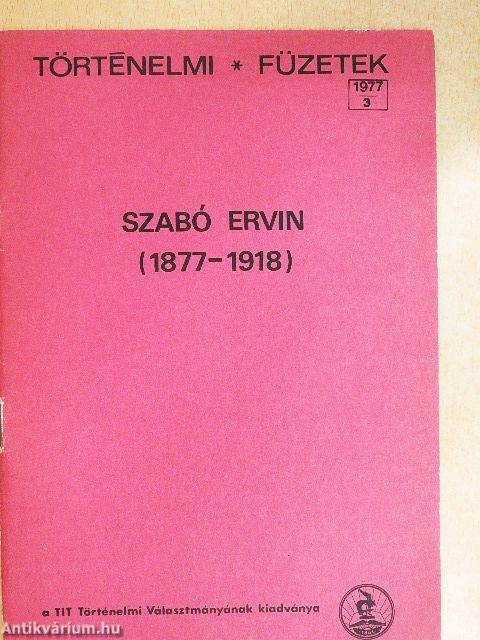 TÖRTÉNELMI * FÜZETEK
1977
3
SZABÓ ERVIN
(1877-1918)
a TIT Történelmi Választmányának kiadványa
Antikvárium.hu